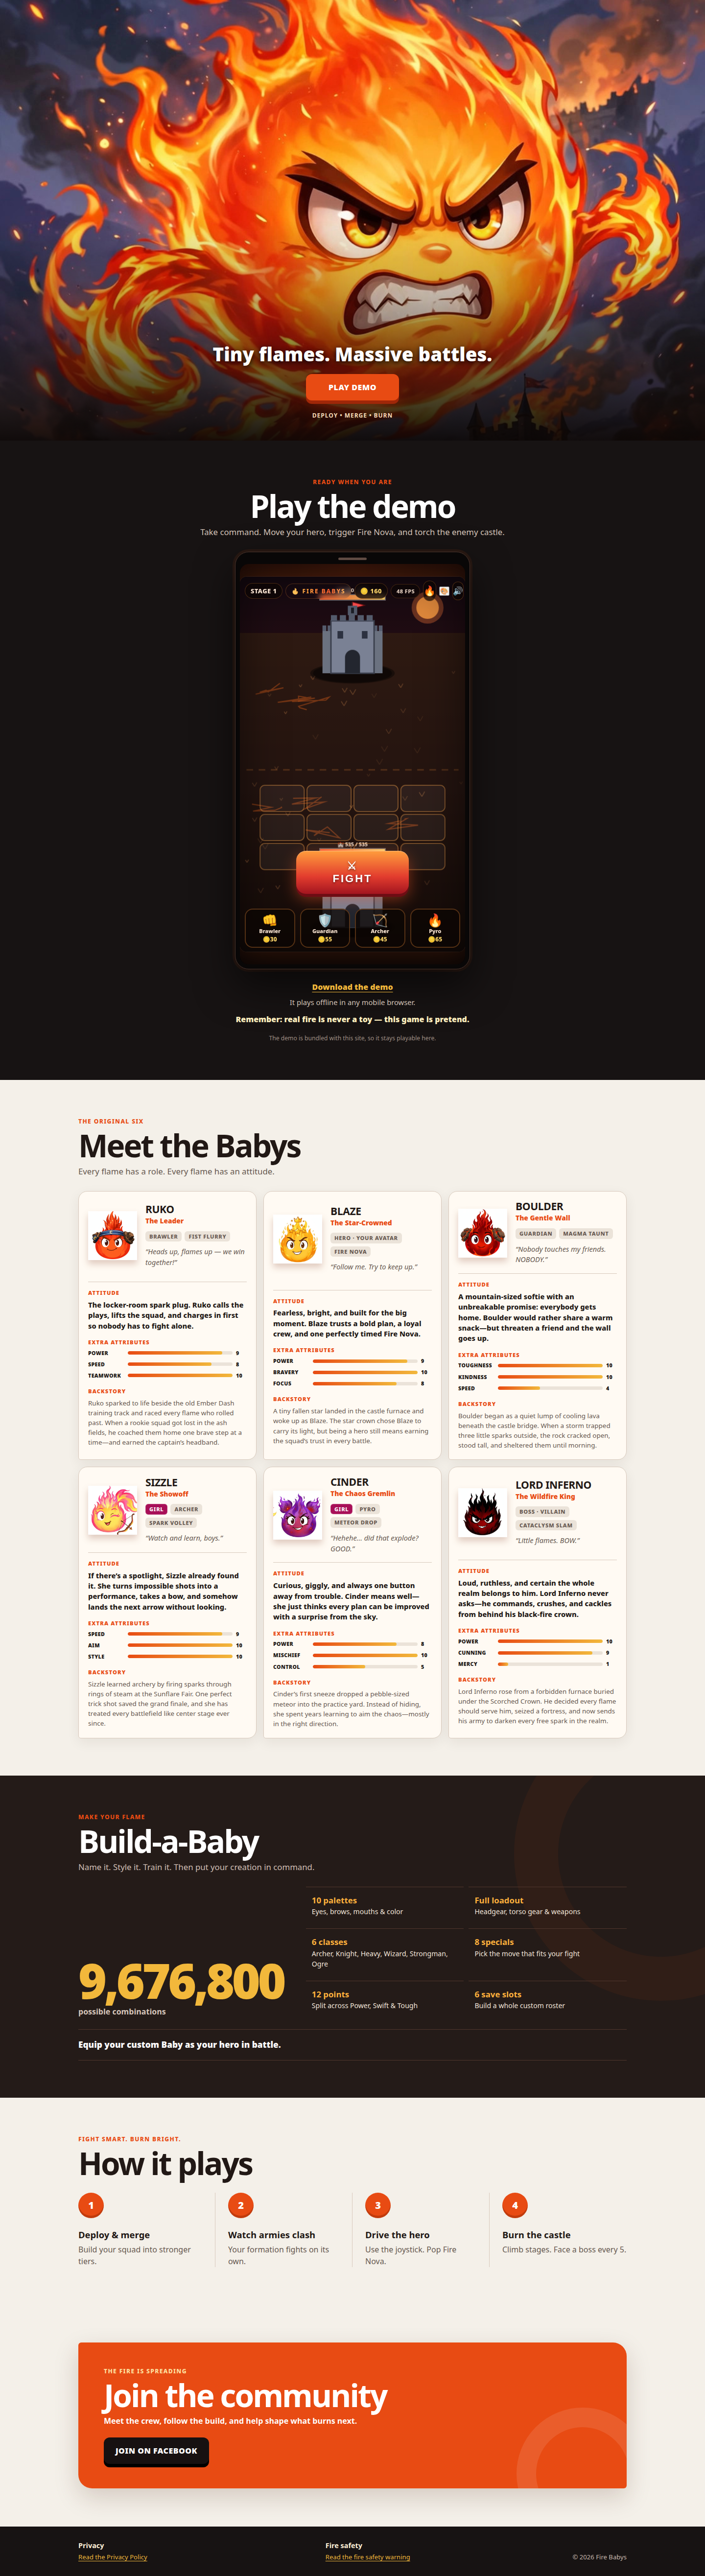 Tiny flames. Massive battles.
PLAY DEMO
DEPLOY • MERGE • BURN
READY WHEN YOU ARE
Play the demo
Take command. Move your hero, trigger Fire Nova, and torch the enemy castle.
STAGE 1
FIRE BABYS
160
48 FPS
535 / 535
FIGHT
Brawler
30
Guardian
55
Archer
45
Pyro
65
Download the demo
It plays offline in any mobile browser.
Remember: real fire is never a toy — this game is pretend.
The demo is bundled with this site, so it stays playable here.
THE ORIGINAL SIX
Meet the Babys
Every flame has a role. Every flame has an attitude.
RUKO
The Leader
BRAWLER
FIST FLURRY
“Heads up, flames up — we win
together!”
ATTITUDE
The locker-room spark plug. Ruko calls the
plays, lifts the squad, and charges in first
so nobody has to fight alone.
EXTRA ATTRIBUTES
POWER 9
SPEED 8
TEAMWORK 10
BACKSTORY
Ruko sparked to life beside the old Ember Dash
training track and raced every flame who rolled
past. When a rookie squad got lost in the ash
fields, he coached them home one brave step at a
time—and earned the captain’s headband.
BLAZE
The Star-Crowned
HERO · YOUR AVATAR
FIRE NOVA
“Follow me. Try to keep up.”
ATTITUDE
Fearless, bright, and built for the big
moment. Blaze trusts a bold plan, a loyal
crew, and one perfectly timed Fire Nova.
EXTRA ATTRIBUTES
POWER 9
BRAVERY 10
FOCUS 8
BACKSTORY
A tiny fallen star landed in the castle furnace and
woke up as Blaze. The star crown chose Blaze to
carry its light, but being a hero still means earning
the squad’s trust in every battle.
BOULDER
The Gentle Wall
GUARDIAN
MAGMA TAUNT
“Nobody touches my friends.
NOBODY.”
ATTITUDE
A mountain-sized softie with an
unbreakable promise: everybody gets
home. Boulder would rather share a warm
snack—but threaten a friend and the wall
goes up.
EXTRA ATTRIBUTES
TOUGHNESS 10
KINDNESS 10
SPEED 4
BACKSTORY
Boulder began as a quiet lump of cooling lava
beneath the castle bridge. When a storm trapped
three little sparks outside, the rock cracked open,
stood tall, and sheltered them until morning.
SIZZLE
The Showoff
GIRL
ARCHER
SPARK VOLLEY
“Watch and learn, boys.”
ATTITUDE
If there’s a spotlight, Sizzle already found
it. She turns impossible shots into a
performance, takes a bow, and somehow
lands the next arrow without looking.
EXTRA ATTRIBUTES
SPEED 9
AIM 10
STYLE 10
BACKSTORY
Sizzle learned archery by firing sparks through
rings of steam at the Sunflare Fair. One perfect
trick shot saved the grand finale, and she has
treated every battlefield like center stage ever
since.
CINDER
The Chaos Gremlin
GIRL
PYRO
METEOR DROP
“Hehehe… did that explode?
GOOD.”
ATTITUDE
Curious, giggly, and always one button
away from trouble. Cinder means well—
she just thinks every plan can be improved
with a surprise from the sky.
EXTRA ATTRIBUTES
POWER 8
MISCHIEF 10
CONTROL 5
BACKSTORY
Cinder’s first sneeze dropped a pebble-sized
meteor into the practice yard. Instead of hiding,
she spent years learning to aim the chaos—mostly
in the right direction.
LORD INFERNO
The Wildfire King
BOSS · VILLAIN
CATACLYSM SLAM
“Little flames. BOW.”
ATTITUDE
Loud, ruthless, and certain the whole
realm belongs to him. Lord Inferno never
asks—he commands, crushes, and cackles
from behind his black-fire crown.
EXTRA ATTRIBUTES
POWER 10
CUNNING 9
MERCY 1
BACKSTORY
Lord Inferno rose from a forbidden furnace buried
under the Scorched Crown. He decided every flame
should serve him, seized a fortress, and now sends
his army to darken every free spark in the realm.
MAKE YOUR FLAME
Build-a-Baby
Name it. Style it. Train it. Then put your creation in command.
9,676,800
possible combinations
10 palettes
Eyes, brows, mouths & color
Full loadout
Headgear, torso gear & weapons
6 classes
Archer, Knight, Heavy, Wizard, Strongman,
Ogre
8 specials
Pick the move that fits your fight
12 points
Split across Power, Swift & Tough
6 save slots
Build a whole custom roster
Equip your custom Baby as your hero in battle.
FIGHT SMART. BURN BRIGHT.
How it plays
1
Deploy & merge
Build your squad into stronger
tiers.
2
Watch armies clash
Your formation fights on its
own.
3
Drive the hero
Use the joystick. Pop Fire
Nova.
4
Burn the castle
Climb stages. Face a boss every 5.
THE FIRE IS SPREADING
Join the community
Meet the crew, follow the build, and help shape what burns next.
JOIN ON FACEBOOK
Privacy
Read the Privacy Policy
Fire safety
Read the fire safety warning
© 2026 Fire Babys